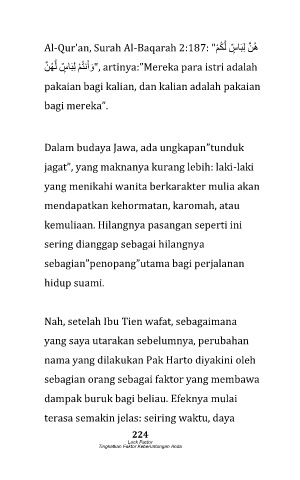 Al-Qur'an, Surah Al-Baqarah 2:187: "هُنَّ لِبَاسٌ لَّكُمْ
وَأَنتُمْ لِبَاسٌ لَّهُنَّ", artinya:"Mereka para istri adalah
pakaian bagi kalian, dan kalian adalah pakaian
bagi mereka".
Dalam budaya Jawa, ada ungkapan"tunduk
jagat", yang maknanya kurang lebih: laki-laki
yang menikahi wanita berkarakter mulia akan
mendapatkan kehormatan, karomah, atau
kemuliaan. Hilangnya pasangan seperti ini
sering dianggap sebagai hilangnya
sebagian"penopang"utama bagi perjalanan
hidup suami.
Nah, setelah Ibu Tien wafat, sebagaimana
yang saya utarakan sebelumnya, perubahan
nama yang dilakukan Pak Harto diyakini oleh
sebagian orang sebagai faktor yang membawa
dampak buruk bagi beliau. Efeknya mulai
terasa semakin jelas: seiring waktu, daya
224
Luck Factor
Tingkatkan Faktor Keberuntungan Anda